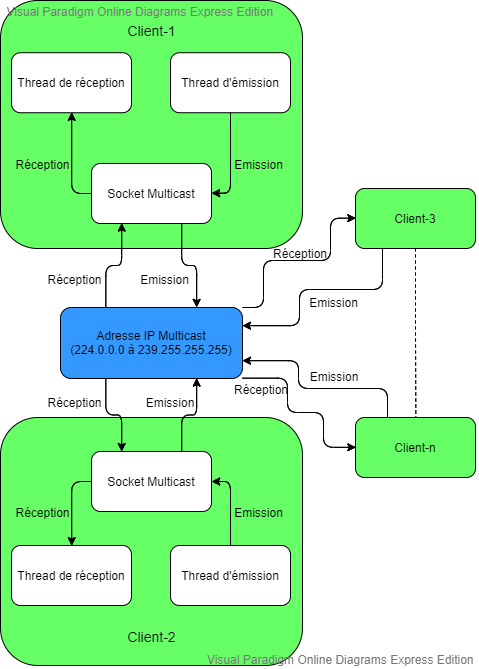 Visual Paradigm Online Diagrams Express Edition
Client-1
Thread de réception
Thread d'émission
Réception
Emission
Socket Multicast
Réception
Emission
Réception
Client-3
Emission
Adresse IP Multicast
(224.0.0.0 à 239.255.255.255)
Emission
Réception
Réception
Emission
Client-n
Socket Multicast
Réception
Emission
Thread de réception
Thread d'émission
Client-2
Visual Paradigm Online Diagrams Express Edition